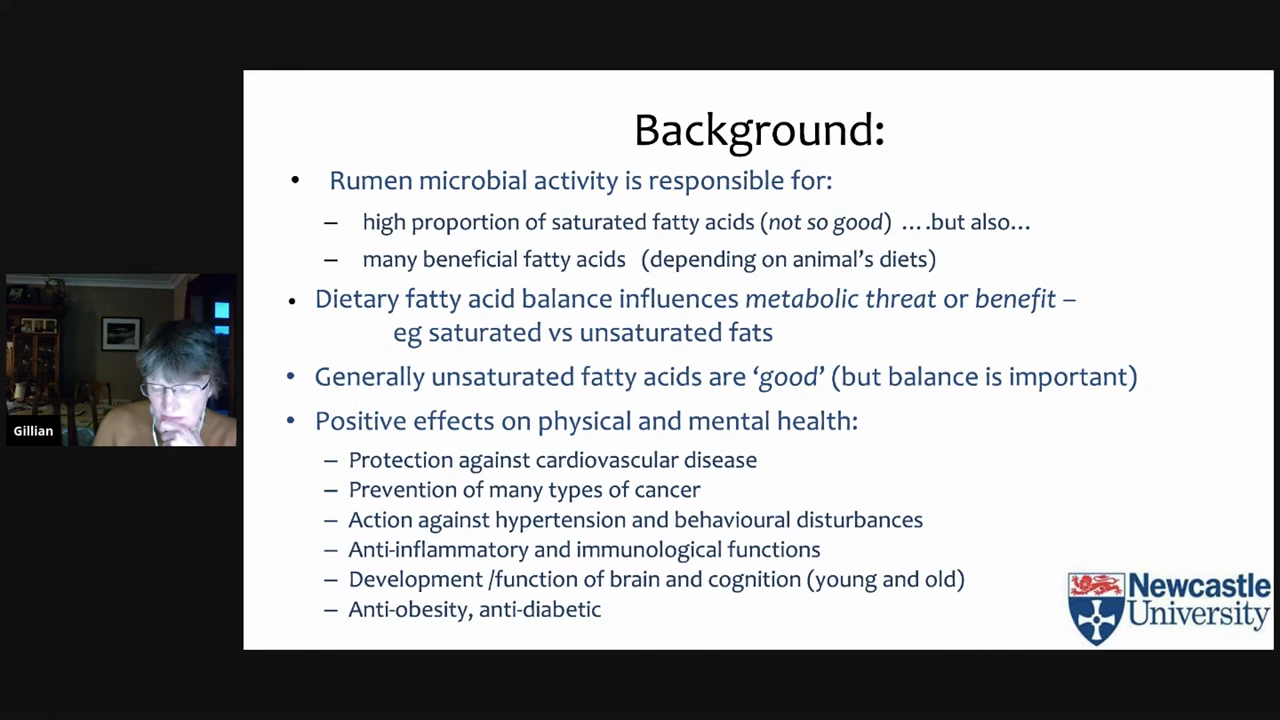 Background:
• Rumen microbial activity is responsible for:
– high proportion of saturated fatty acids (not so good) ….but also…
– many beneficial fatty acids (depending on animal’s diets)
• Dietary fatty acid balance influences metabolic threat or benefit –
eg saturated vs unsaturated fats
• Generally unsaturated fatty acids are ‘good’ (but balance is important)
• Positive effects on physical and mental health:
– Protection against cardiovascular disease
– Prevention of many types of cancer
– Action against hypertension and behavioural disturbances
– Anti-inflammatory and immunological functions
– Development /function of brain and cognition (young and old)
– Anti-obesity, anti-diabetic
Newcastle
University
Gillian